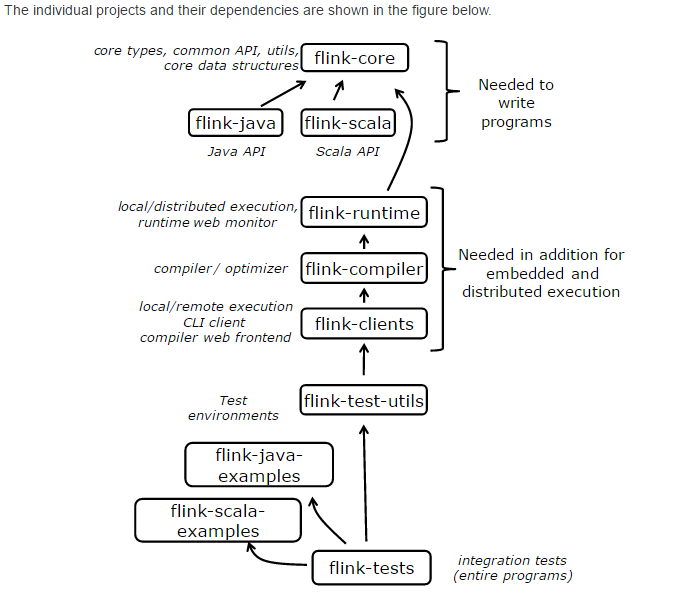 The individual projects and their dependencies are shown in the figure below.
core types, common API, utils,
core data structures
flink-core
Needed to
write
programs
flink-java
flink-scala
Java API
Scala API
local/distributed execution,
runtime web monitor
flink-runtime
compiler/ optimizer
flink-compiler
Needed in addition for
embedded and
distributed execution
local/remote execution
CLI client
compiler web frontend
flink-clients
Test
environments
flink-test-utils
flink-java-
examples
flink-scala-
examples
flink-tests
integration tests
(entire programs)